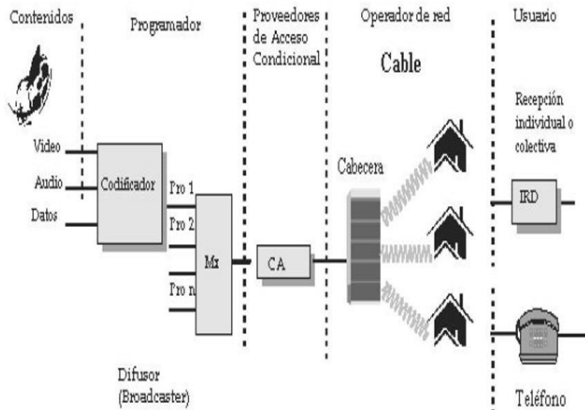 Contenidos
Programador
Proveedores
de Acceso
Condicional
Operador de red
Usuario
Cable
Recepción
individual o
colectiva
Video
Audio
Datos
Codificador
Pro 1
Pro 2
Pro n
Mx
CA
Cabecera
IRD
Difusor
(Broadcaster)
Teléfono